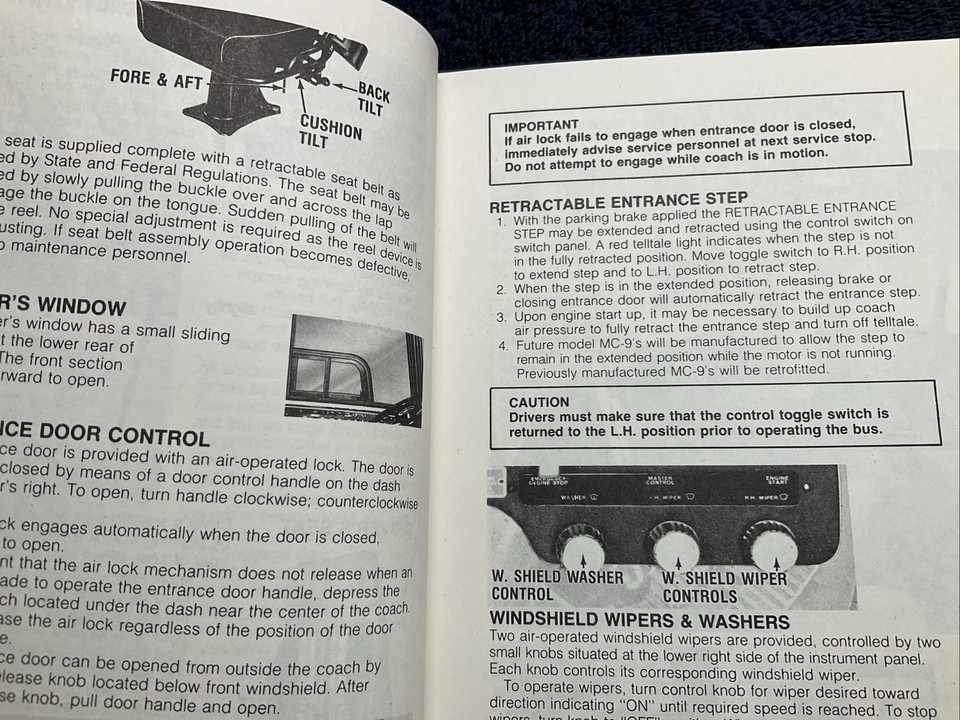 FORE & AFT
BACK
TILT
CUSHION
TILT
seat is supplied complete with a retractable seat belt as
ed by State and Federal Regulations. The seat belt may be
ed by slowly pulling the buckle over and across the lap
age the buckle on the tongue. Sudden pulling of the belt will
e reel. No special adjustment is required as the reel device is
usting. If seat belt assembly operation becomes defective,
o maintenance personnel.
R'S WINDOW
er's window has a small sliding
t the lower rear of
The front section
rward to open.
ICE DOOR CONTROL
ce door is provided with an air-operated lock. The door is
closed by means of a door control handle on the dash
r's right. To open, turn handle clockwise; counterclockwise
ck engages automatically when the door is closed,
to open.
nt that the air lock mechanism does not release when an
ade to operate the entrance door handle, depress the
ch located under the dash near the center of the coach.
ase the air lock regardless of the position of the door
e.
ce door can be opened from outside the coach by
elease knob located below front windshield. After
se knob, pull door handle and open.
IMPORTANT
If air lock fails to engage when entrance door is closed,
immediately advise service personnel at next service stop.
Do not attempt to engage while coach is in motion.
RETRACTABLE ENTRANCE STEP
1. With the parking brake applied the RETRACTABLE ENTRANCE
STEP may be extended and retracted using the control switch on
switch panel. A red telltale light indicates when the step is not
in the fully retracted position. Move toggle switch to R.H. position
to extend step and to L.H. position to retract step.
2. When the step is in the extended position, releasing brake or
closing entrance door will automatically retract the entrance step.
3. Upon engine start up, it may be necessary to build up coach
air pressure to fully retract the entrance step and turn off telltale.
4. Future model MC-9's will be manufactured to allow the step to
remain in the extended position while the motor is not running.
Previously manufactured MC-9's will be retrofitted.
CAUTION
Drivers must make sure that the control toggle switch is
returned to the L.H. position prior to operating the bus.
EMERGENCY
ENGINE STOP
MASTER
CONTROL
ENGINE
START
WASHER
L.H. WIPER
R.H. WIPER
W. SHIELD WASHER
CONTROL
W. SHIELD WIPER
CONTROLS
WINDSHIELD WIPERS & WASHERS
Two air-operated windshield wipers are provided, controlled by two
small knobs situated at the lower right side of the instrument panel.
Each knob controls its corresponding windshield wiper.
To operate wipers, turn control knob for wiper desired toward
direction indicating "ON" until required speed is reached. To stop
wipers, turn knob to "OFF"